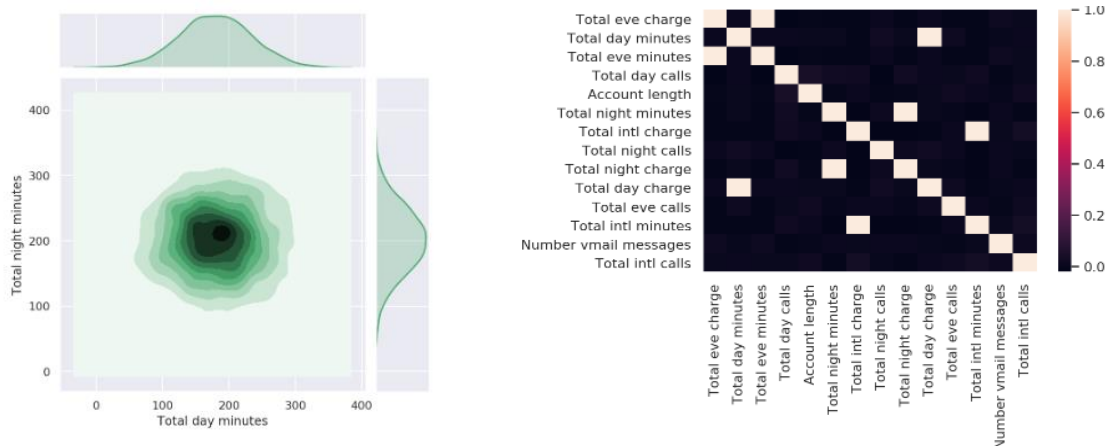 400
300
200
100
0
Total night minutes
0 100 200 300 400
Total day minutes
Total eve charge
Total day minutes
Total eve minutes
Total day calls
Account length
Total night minutes
Total intl charge
Total night calls
Total night charge
Total day charge
Total eve calls
Total intl minutes
Number vmail messages
Total intl calls
Total eve charge
Total day minutes
Total eve minutes
Total day calls
Account length
Total night minutes
Total intl charge
Total night calls
Total night charge
Total day charge
Total eve calls
Total intl minutes
Number vmail messages
Total intl calls
1.0
0.8
0.6
0.4
0.2
0.0